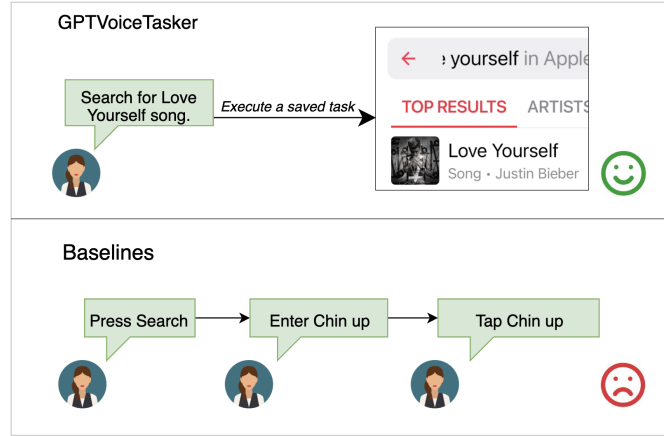 GPTVoiceTasker
Search for Love
Yourself song.
Execute a saved task
yourself in Apple
TOP RESULTS ARTISTS
Love Yourself
Song • Justin Bieber
Baselines
Press Search
Enter Chin up
Tap Chin up